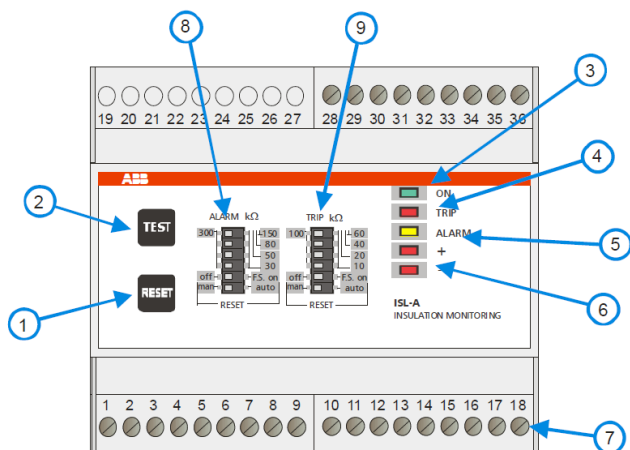 8 9
3
19 20 21 22 23 24 25 26 27 28 29 30 31 32 33 34 35 36
4
ABB
2
TEST
ALARM kΩ TRIP kΩ
300 150 100 60
80 40
50 20
30 10
off F.S. on off F.S. on
man auto man auto
RESET RESET
ON
TRIP
ALARM
+
-
5
RESET
1
6
ISL-A
INSULATION MONITORING
1 2 3 4 5 6 7 8 9 10 11 12 13 14 15 16 17 18
7